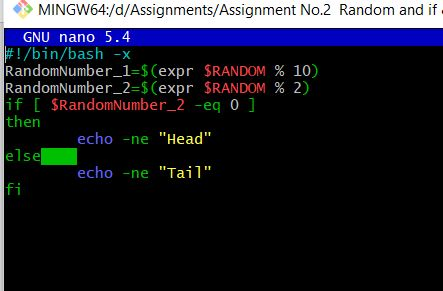 MINGW64:/d/Assignments/Assignment No.2 Random and if
GNU nano 5.4
#!/bin/bash -x
RandomNumber_1=$(expr $RANDOM % 10)
RandomNumber_2=$(expr $RANDOM % 2)
if [ $RandomNumber_2 -eq 0 ]
then
        echo -ne "Head"
else
        echo -ne "Tail"
fi